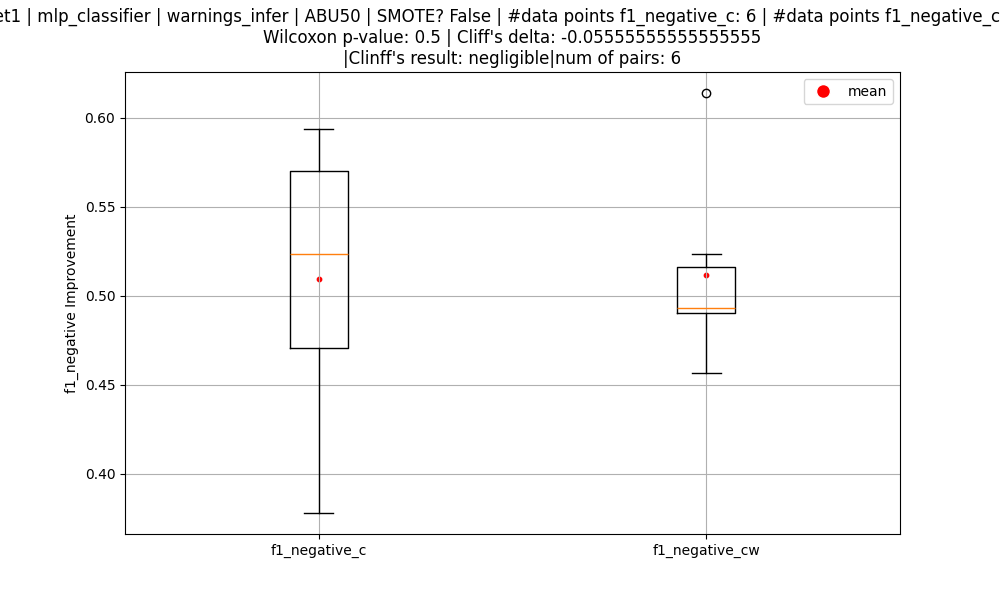 | mlp_classifier | warnings_infer | ABU50 | SMOTE? False | #data points f1_negative_c: 6 | #data points
Wilcoxon p-value: 0.5 | Cliff's delta: -0.05555555555555555
|Clinff's result: negligible|num of pairs: 6
mean
0.60
0.55
0.50
0.45
0.40
f1_negative Improvement
f1_negative_c
f1_negative_cw